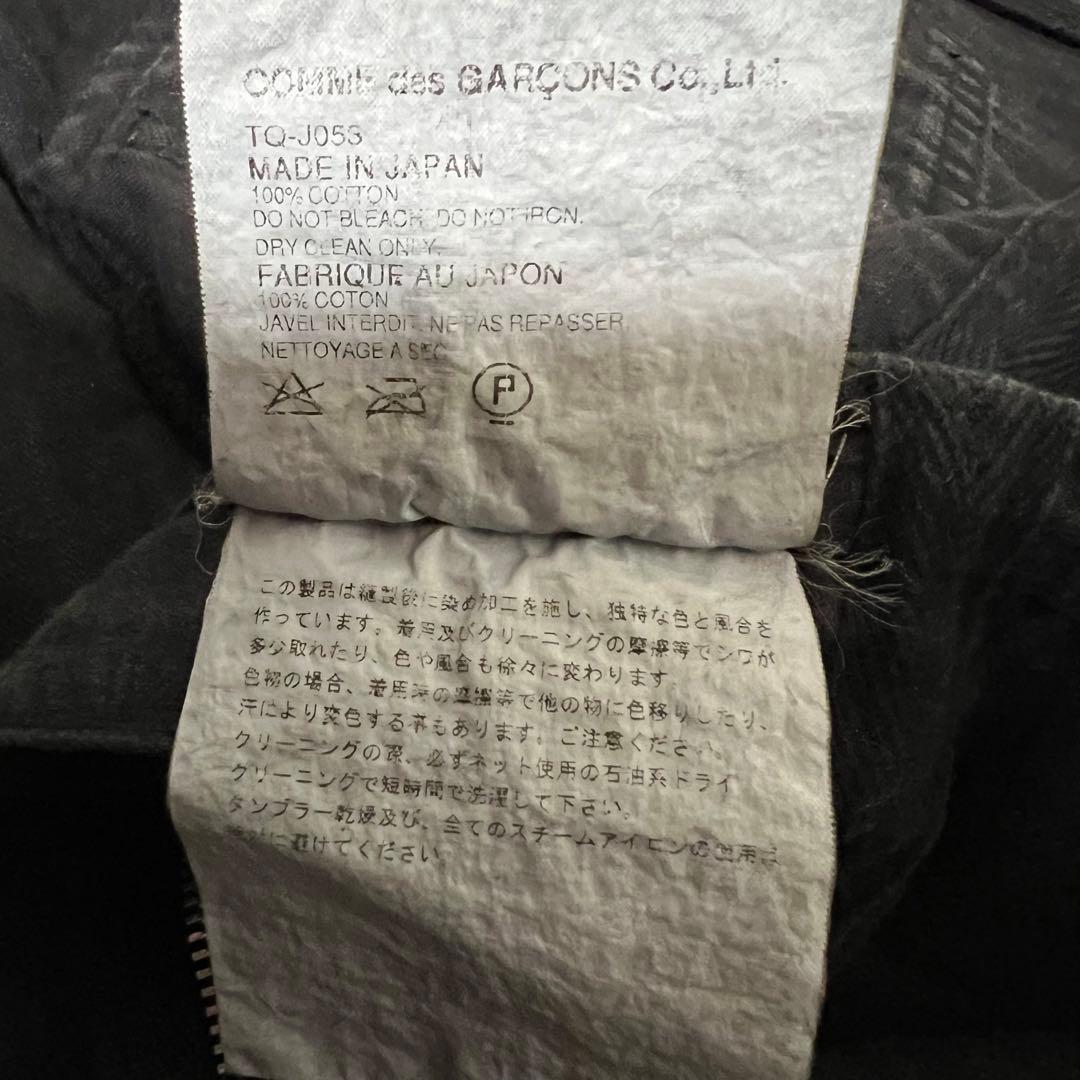 COMME des GARÇONS Co.,Ltd.
TQ-J053
MADE IN JAPAN
100% COTTON
DO NOT BLEACH. DO NOT IRON.
DRY CLEAN ONLY.
FABRIQUE AU JAPON
100% COTON
JAVEL INTERDIT. NE PAS REPASSER.
NETTOYAGE A SEC
P
この製品は縫製後に染め加工を施し、独特な色と風合を
作っています。着用及びクリーニングの摩擦等でシワが
多少取れたり、色や風合も徐々に変わります。
色物の場合、着用時の摩擦等で他の物に色移りしたり、
汗により変色する事もあります。ご注意ください。
クリーニングの際、必ずネット使用の石油系ドライ
クリーニングで短時間で洗濯して下さい。
タンブラー乾燥及び、全てのスチームアイロンの使用は
に避けてください。